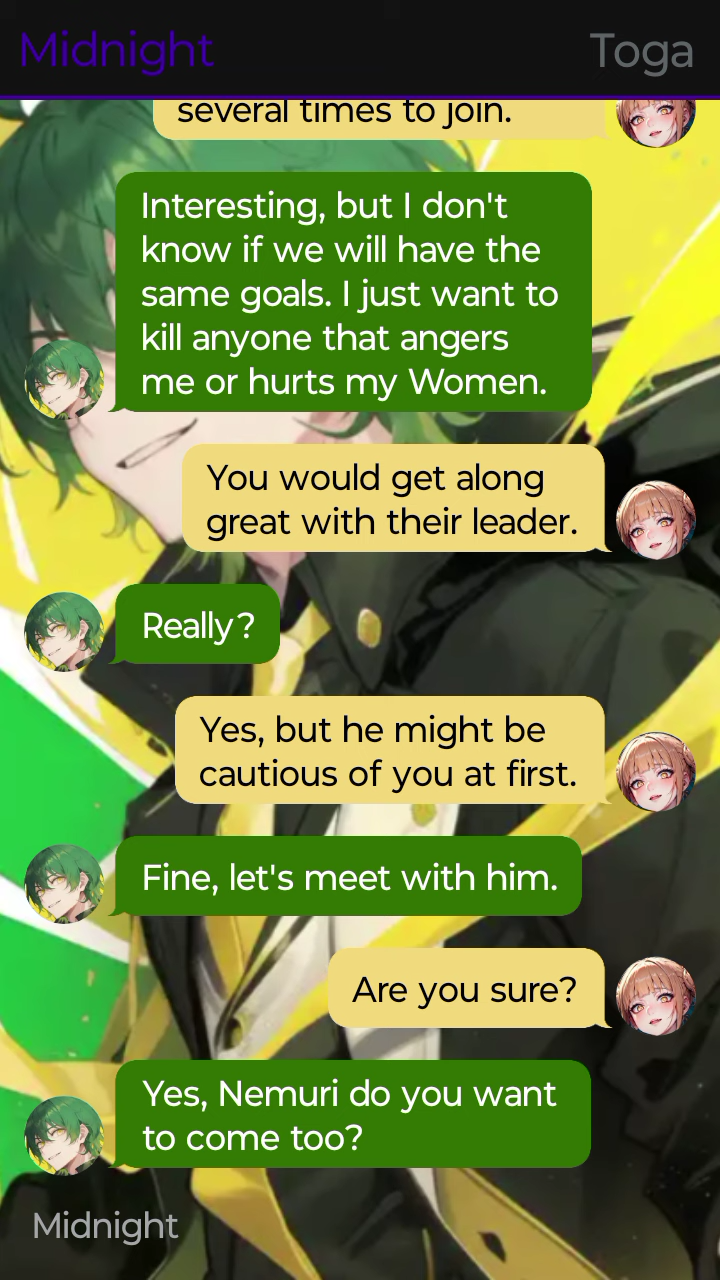 Midnight
Toga
several times to join.
Interesting, but I don't
know if we will have the
same goals. I just want to
kill anyone that angers
me or hurts my Women.
You would get along
great with their leader.
Really?
Yes, but he might be
cautious of you at first.
Fine, let's meet with him.
Are you sure?
Yes, Nemuri do you want
to come too?
Midnight